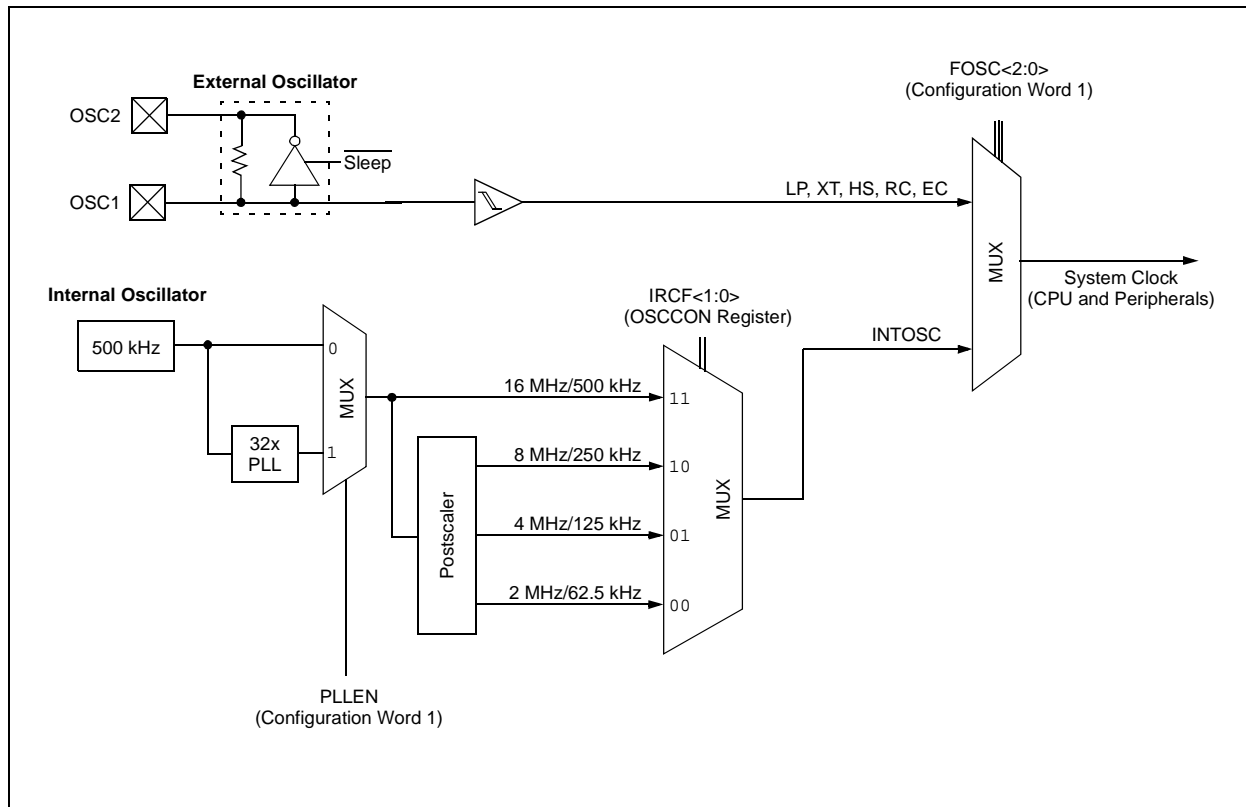 FOSC<2:0>
(Configuration Word 1)
External Oscillator
OSC2
Sleep
OSC1
LP, XT, HS, RC, EC
MUX
System Clock
(CPU and Peripherals)
Internal Oscillator
IRCF<1:0>
(OSCCON Register)
INTOSC
500 kHz
0
MUX
1
32x
PLL
16 MHz/500 kHz
11
8 MHz/250 kHz
10
MUX
Postscaler
4 MHz/125 kHz
01
2 MHz/62.5 kHz
00
PLLEN
(Configuration Word 1)